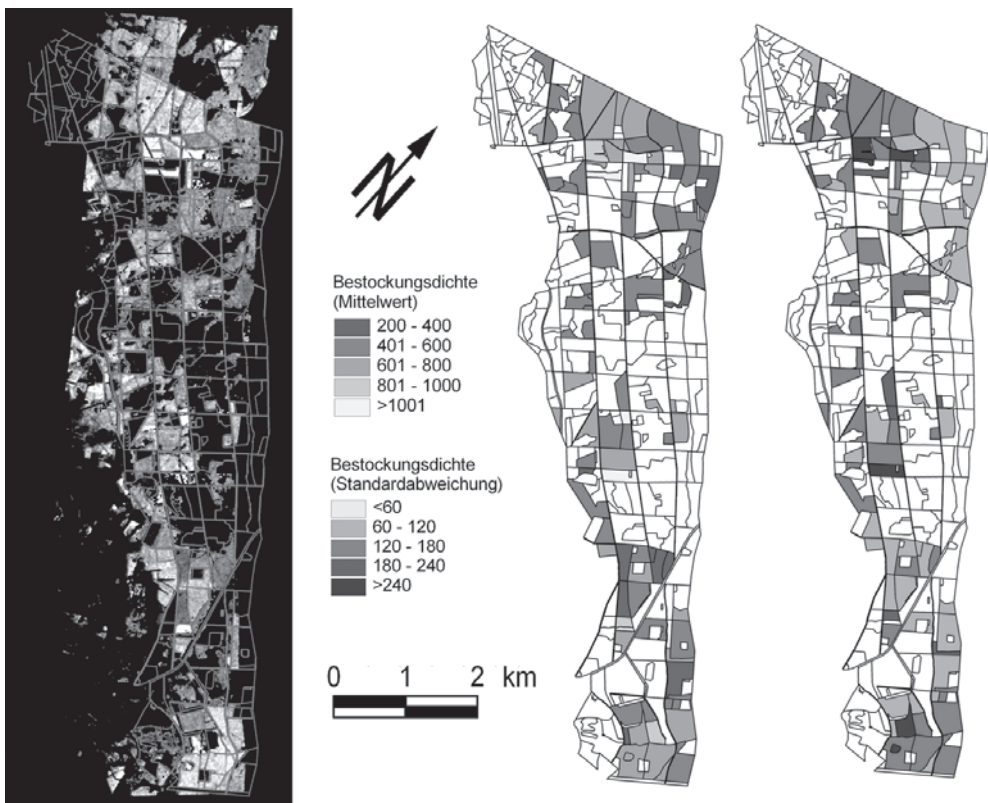 N
Bestockungsdichte
(Mittelwert)
200 - 400
401 - 600
601 - 800
801 - 1000
>1001
Bestockungsdichte
(Standardabweichung)
<60
60 - 120
120 - 180
180 - 240
>240
0 1 2 km